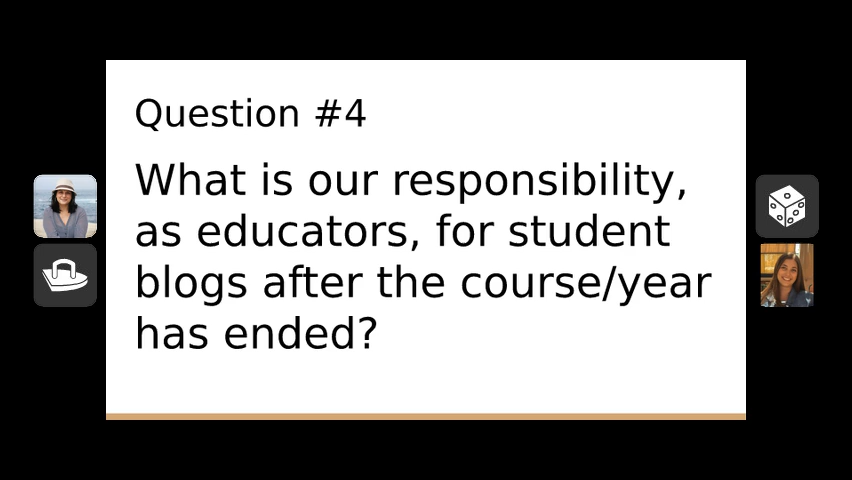 Question #4
What is our responsibility,
as educators, for student
blogs after the course/year
has ended?